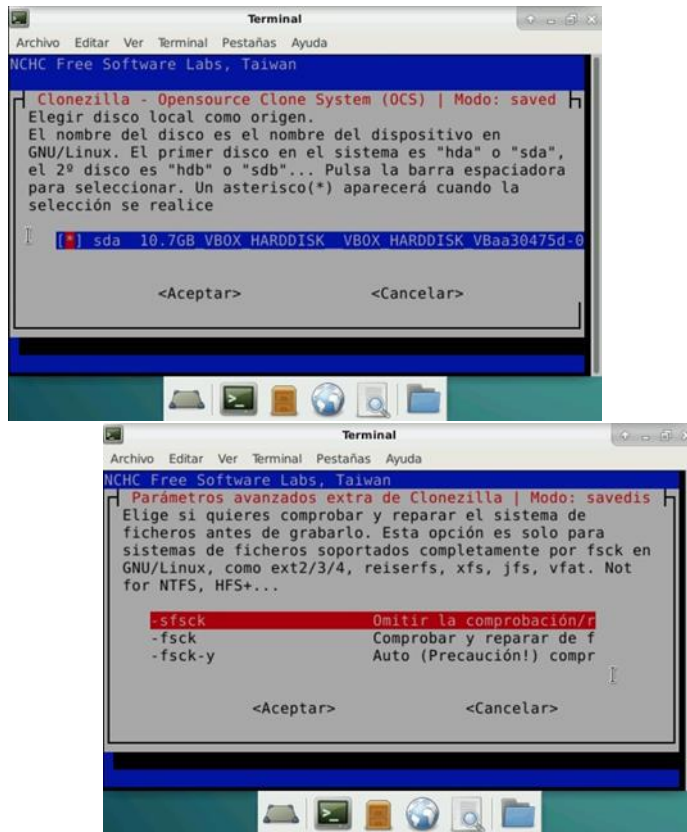 Terminal
Archivo Editar Ver Terminal Pestañas Ayuda
NCHC Free Software Labs, Taiwan
Clonezilla - Opensource Clone System (OCS) | Modo: saved
Elegir disco local como origen.
El nombre del disco es el nombre del dispositivo en
GNU/Linux. El primer disco en el sistema es "hda" o "sda",
el 2º disco es "hdb" o "sdb"... Pulsa la barra espaciadora
para seleccionar. Un asterisco(*) aparecerá cuando la
selección se realice
[*] sda 10.7GB_VBOX_HARDDISK__VBOX_HARDDISK_VBaa30475d-0
<Aceptar> <Cancelar>
Terminal
Archivo Editar Ver Terminal Pestañas Ayuda
NCHC Free Software Labs, Taiwan
Parámetros avanzados extra de Clonezilla | Modo: savedis
Elige si quieres comprobar y reparar el sistema de
ficheros antes de grabarlo. Esta opción es solo para
sistemas de ficheros soportados completamente por fsck en
GNU/Linux, como ext2/3/4, reiserfs, xfs, jfs, vfat. Not
for NTFS, HFS+...
-sfsck Omitir la comprobación/r
-fsck Comprobar y reparar de f
-fsck-y Auto (Precaución!) compr
<Aceptar> <Cancelar>